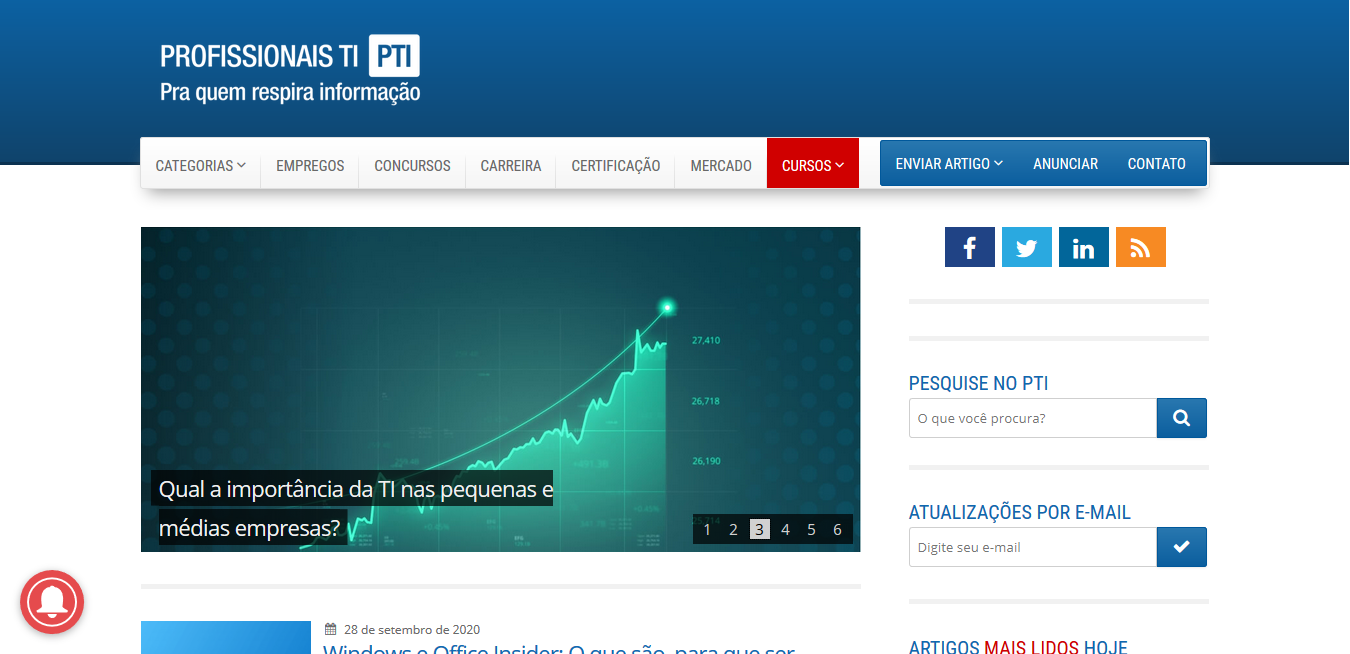 PROFISSIONAIS TI PTI
Pra quem respira informação
CATEGORIAS EMPREGOS CONCURSOS CARREIRA CERTIFICAÇÃO MERCADO CURSOS ENVIAR ARTIGO ANUNCIAR CONTATO
27,410
26,718
26,190
Qual a importância da TI nas pequenas e
médias empresas?
1 2 3 4 5 6
PESQUISE NO PTI
O que você procura?
ATUALIZAÇÕES POR E-MAIL
Digite seu e-mail
28 de setembro de 2020
Windows e Office Insider: O que são, para que ser
ARTIGOS MAIS LIDOS HOJE